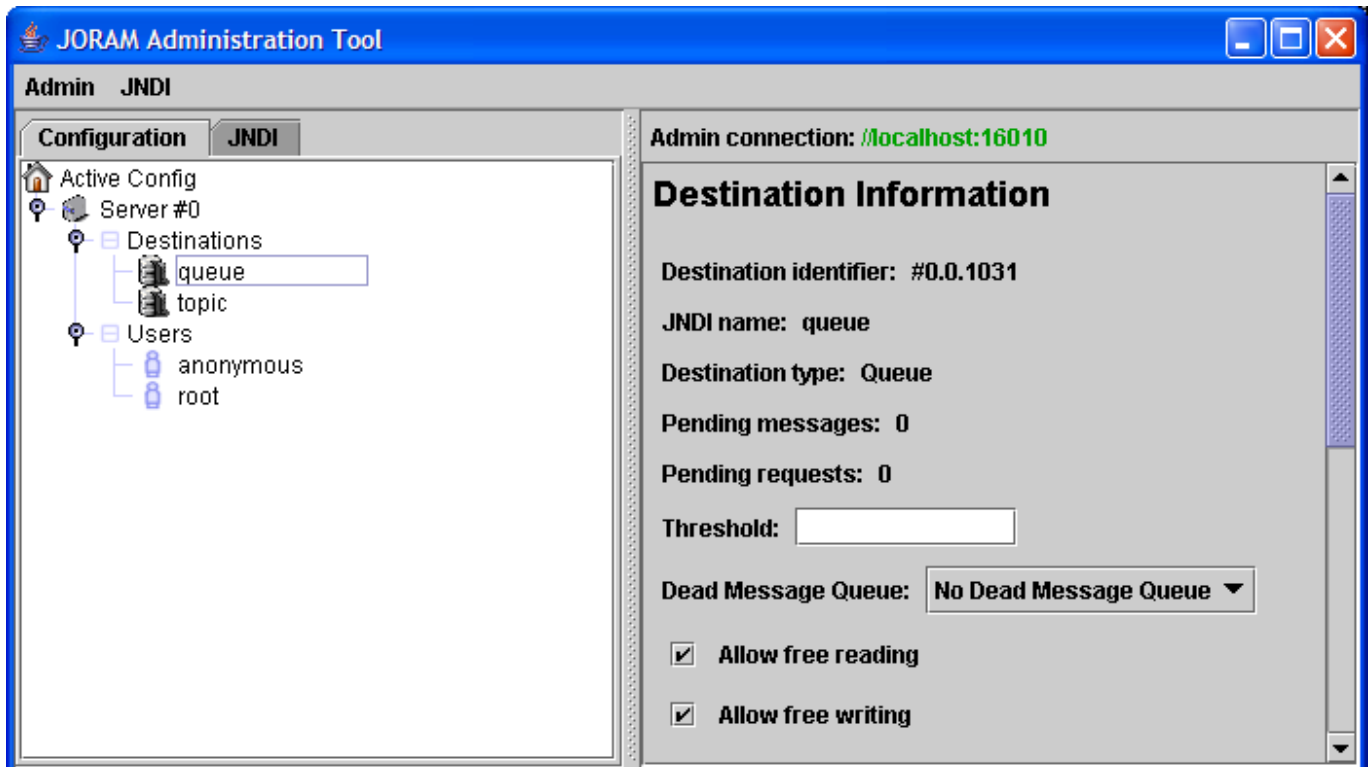 JORAM Administration Tool
Admin JNDI
Configuration JNDI
Active Config
Server #0
Destinations
queue
topic
Users
anonymous
root
Admin connection: //localhost:16010
Destination Information
Destination identifier: #0.0.1031
JNDI name: queue
Destination type: Queue
Pending messages: 0
Pending requests: 0
Threshold:
Dead Message Queue: No Dead Message Queue
Allow free reading
Allow free writing